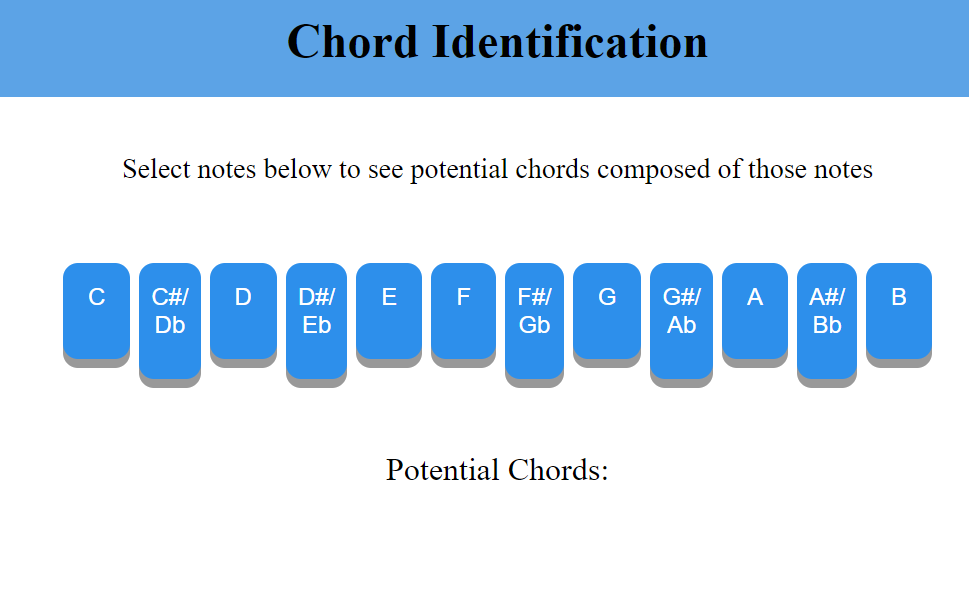 Chord Identification
Select notes below to see potential chords composed of those notes
C
C#/
Db
D
D#/
Eb
E
F
F#/
Gb
G
G#/
Ab
A
A#/
Bb
B
Potential Chords: